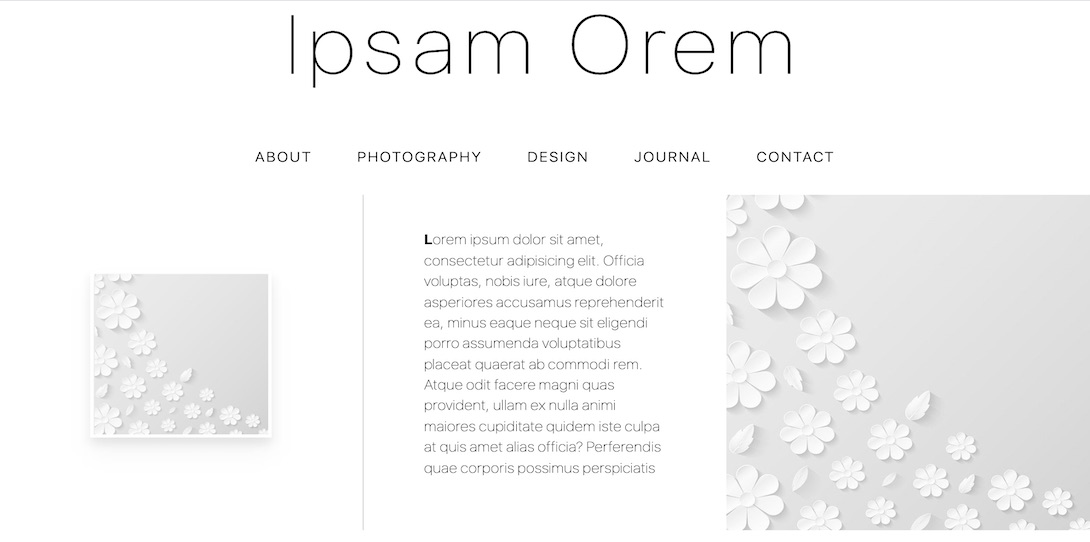 Ipsam Orem
ABOUT PHOTOGRAPHY DESIGN JOURNAL CONTACT
Lorem ipsum dolor sit amet,
consectetur adipisicing elit. Officia
voluptas, nobis iure, atque dolore
asperiores accusamus reprehenderit
ea, minus eaque neque sit eligendi
porro assumenda voluptatibus
placeat quaerat ab commodi rem.
Atque odit facere magni quas
provident, ullam ex nulla animi
maiores cupiditate quidem iste culpa
at quis amet alias officia? Perferendis
quae corporis possimus perspiciatis